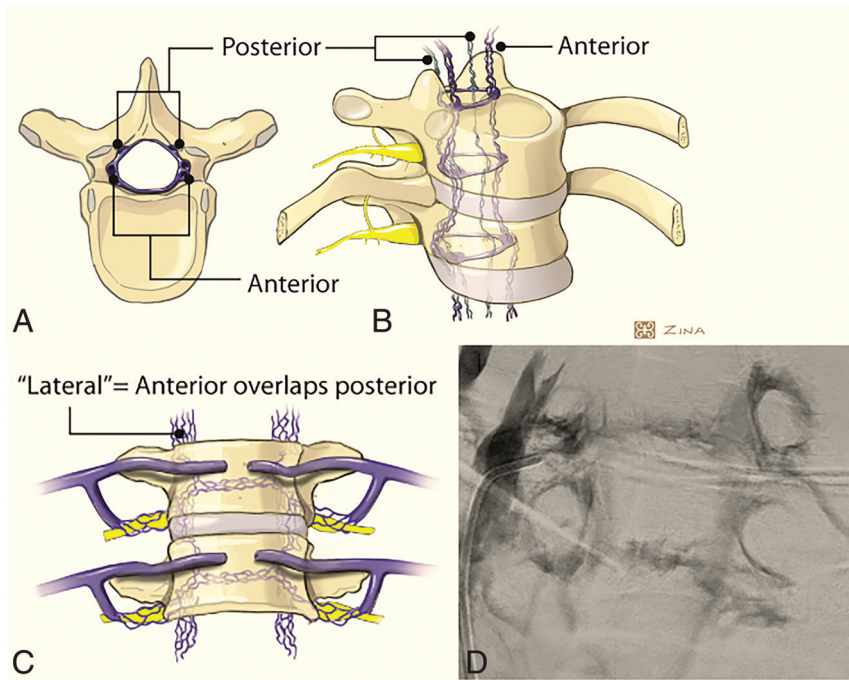 Posterior
Anterior
Anterior
A
B
ZINA
"Lateral"= Anterior overlaps posterior
C
D